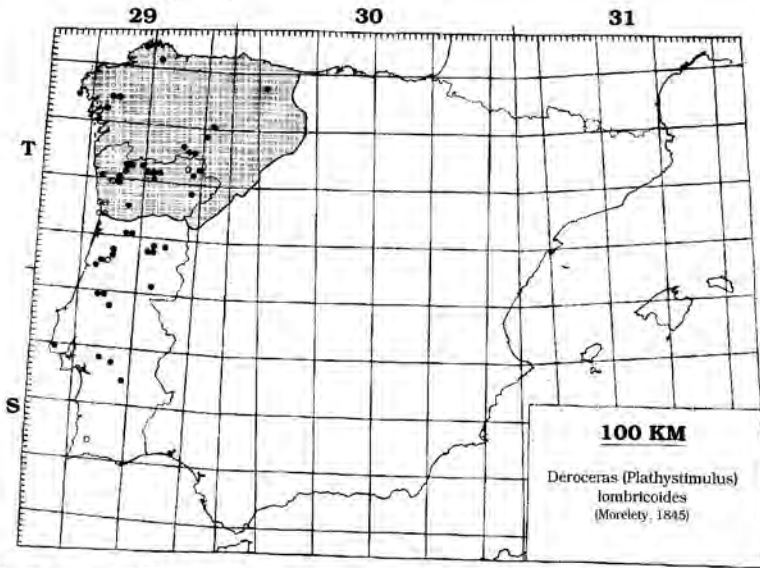 29 30 31
T
S
100 KM
Deroceras (Plathystimulus)
lombricoides
(Morelety, 1845)